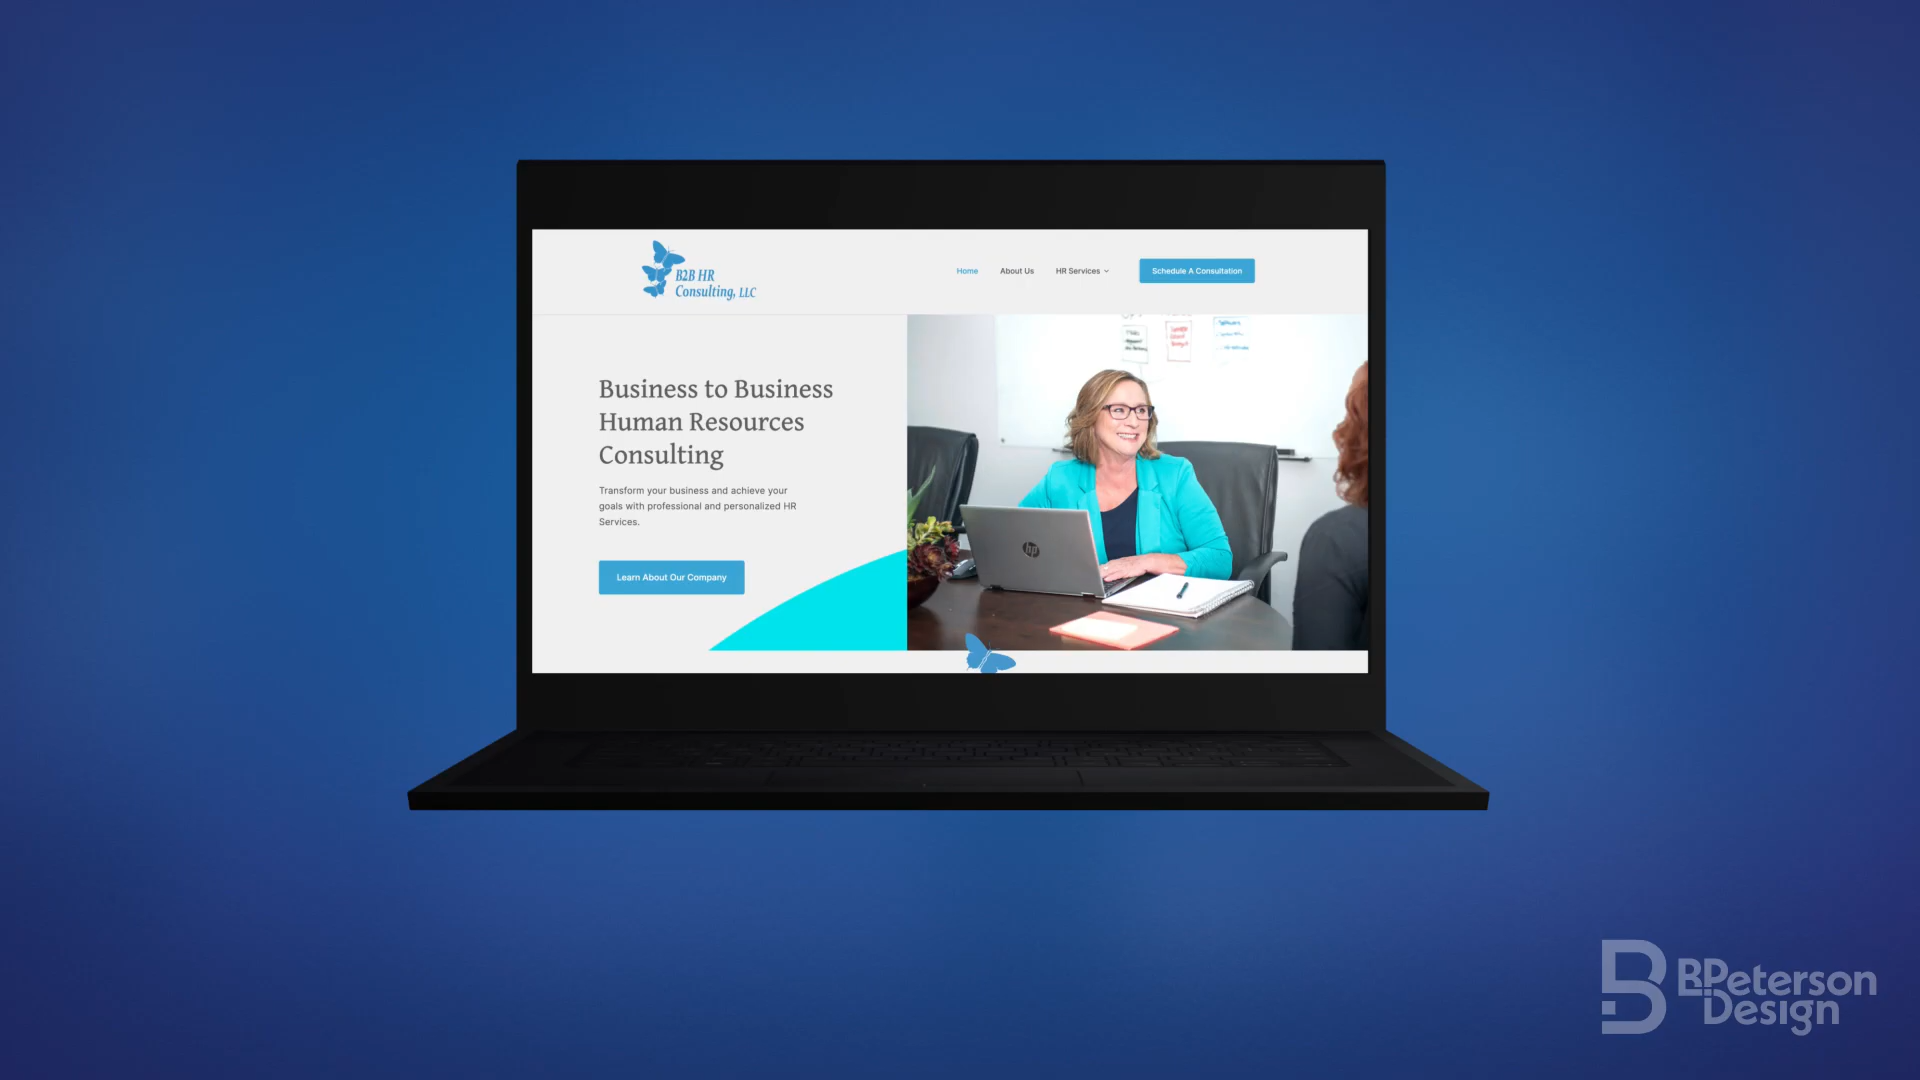 B2B HR
Consulting, LLC
Home
About Us
HR Services
Schedule A Consultation
Business to Business
Human Resources
Consulting
Transform your business and achieve your
goals with professional and personalized HR
Services.
Learn About Our Company
hp
BPeterson
Design